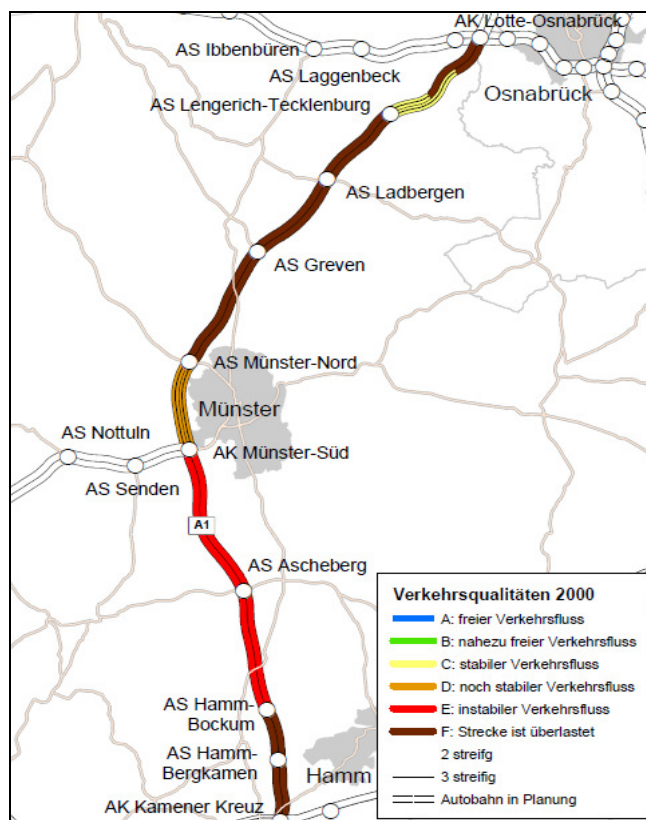 AK Lotte-Osnabrück
AS Ibbenbüren
AS Laggenbeck
Osnabrück
AS Lengerich-Tecklenburg
AS Ladbergen
AS Greven
AS Münster-Nord
Münster
AS Nottuln
AK Münster-Süd
AS Senden
A1
AS Ascheberg
AS Hamm-
Bockum
AS Hamm-
Bergkamen
Hamm
AK Kamener Kreuz
Verkehrsqualitäten 2000
A: freier Verkehrsfluss
B: nahezu freier Verkehrsfluss
C: stabiler Verkehrsfluss
D: noch stabiler Verkehrsfluss
E: instabiler Verkehrsfluss
F: Strecke ist überlastet
2 streifg
3 streifig
Autobahn in Planung